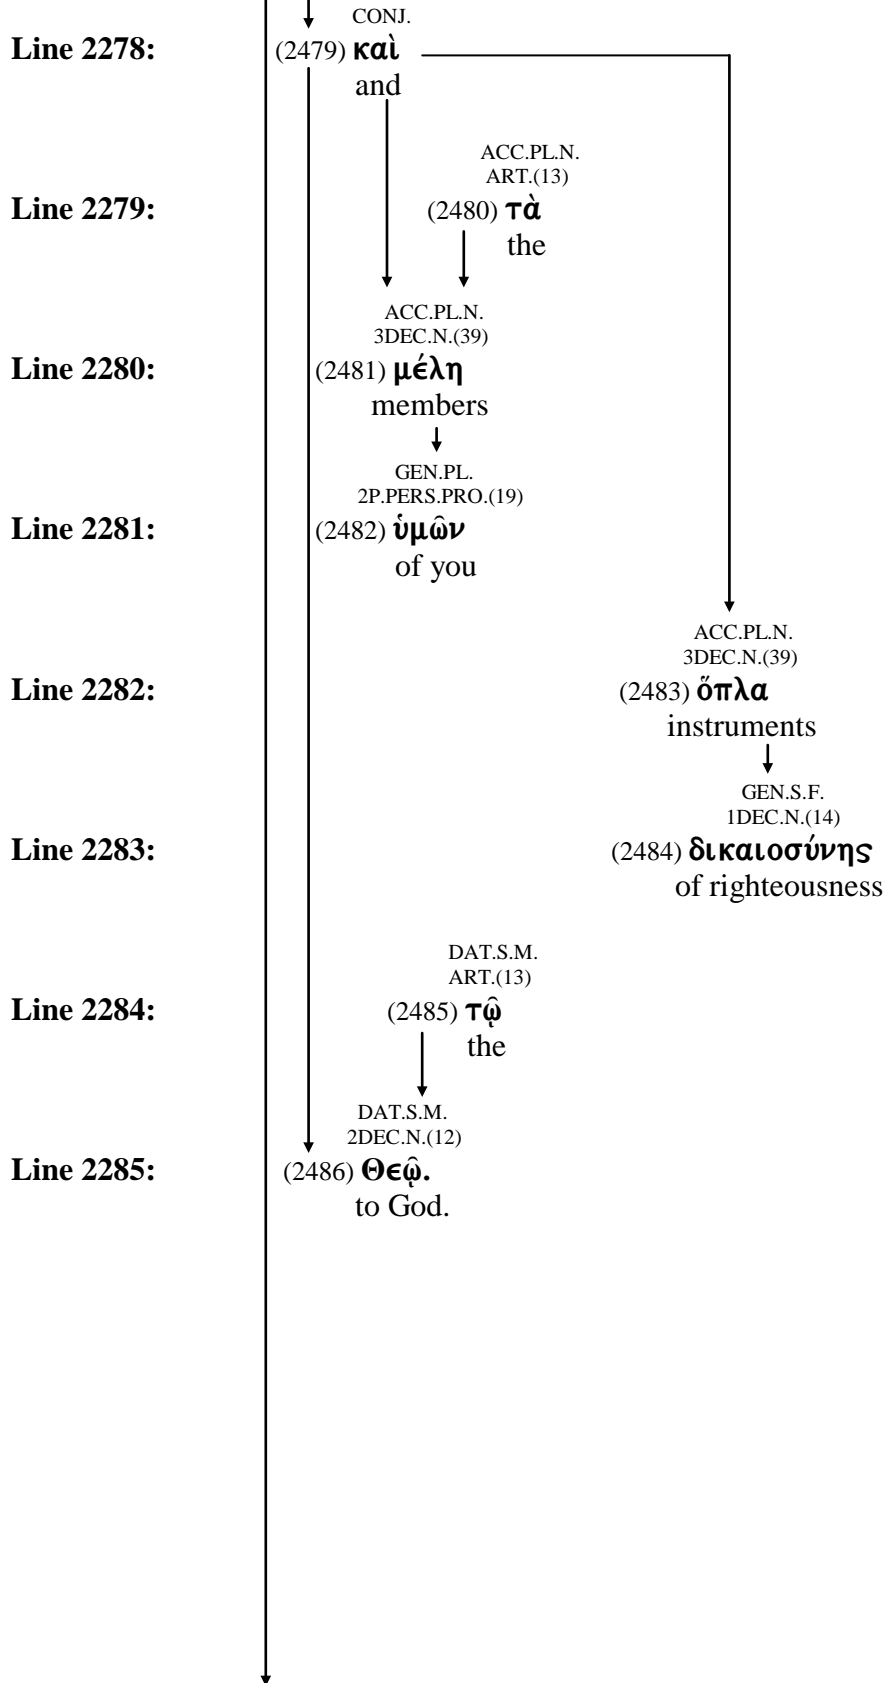 CONJ.
Line 2278: (2479) καὶ
and
ACC.PL.N.
ART.(13)
Line 2279: (2480) τὰ
the
ACC.PL.N.
3DEC.N.(39)
Line 2280: (2481) μέλη
members
GEN.PL.
2P.PERS.PRO.(19)
Line 2281: (2482) ὑμῶν
of you
ACC.PL.N.
3DEC.N.(39)
Line 2282: (2483) ὅπλα
instruments
GEN.S.F.
1DEC.N.(14)
Line 2283: (2484) δικαιοσύνης
of righteousness
DAT.S.M.
ART.(13)
Line 2284: (2485) τῷ
the
DAT.S.M.
2DEC.N.(12)
Line 2285: (2486) Θεῷ.
to God.